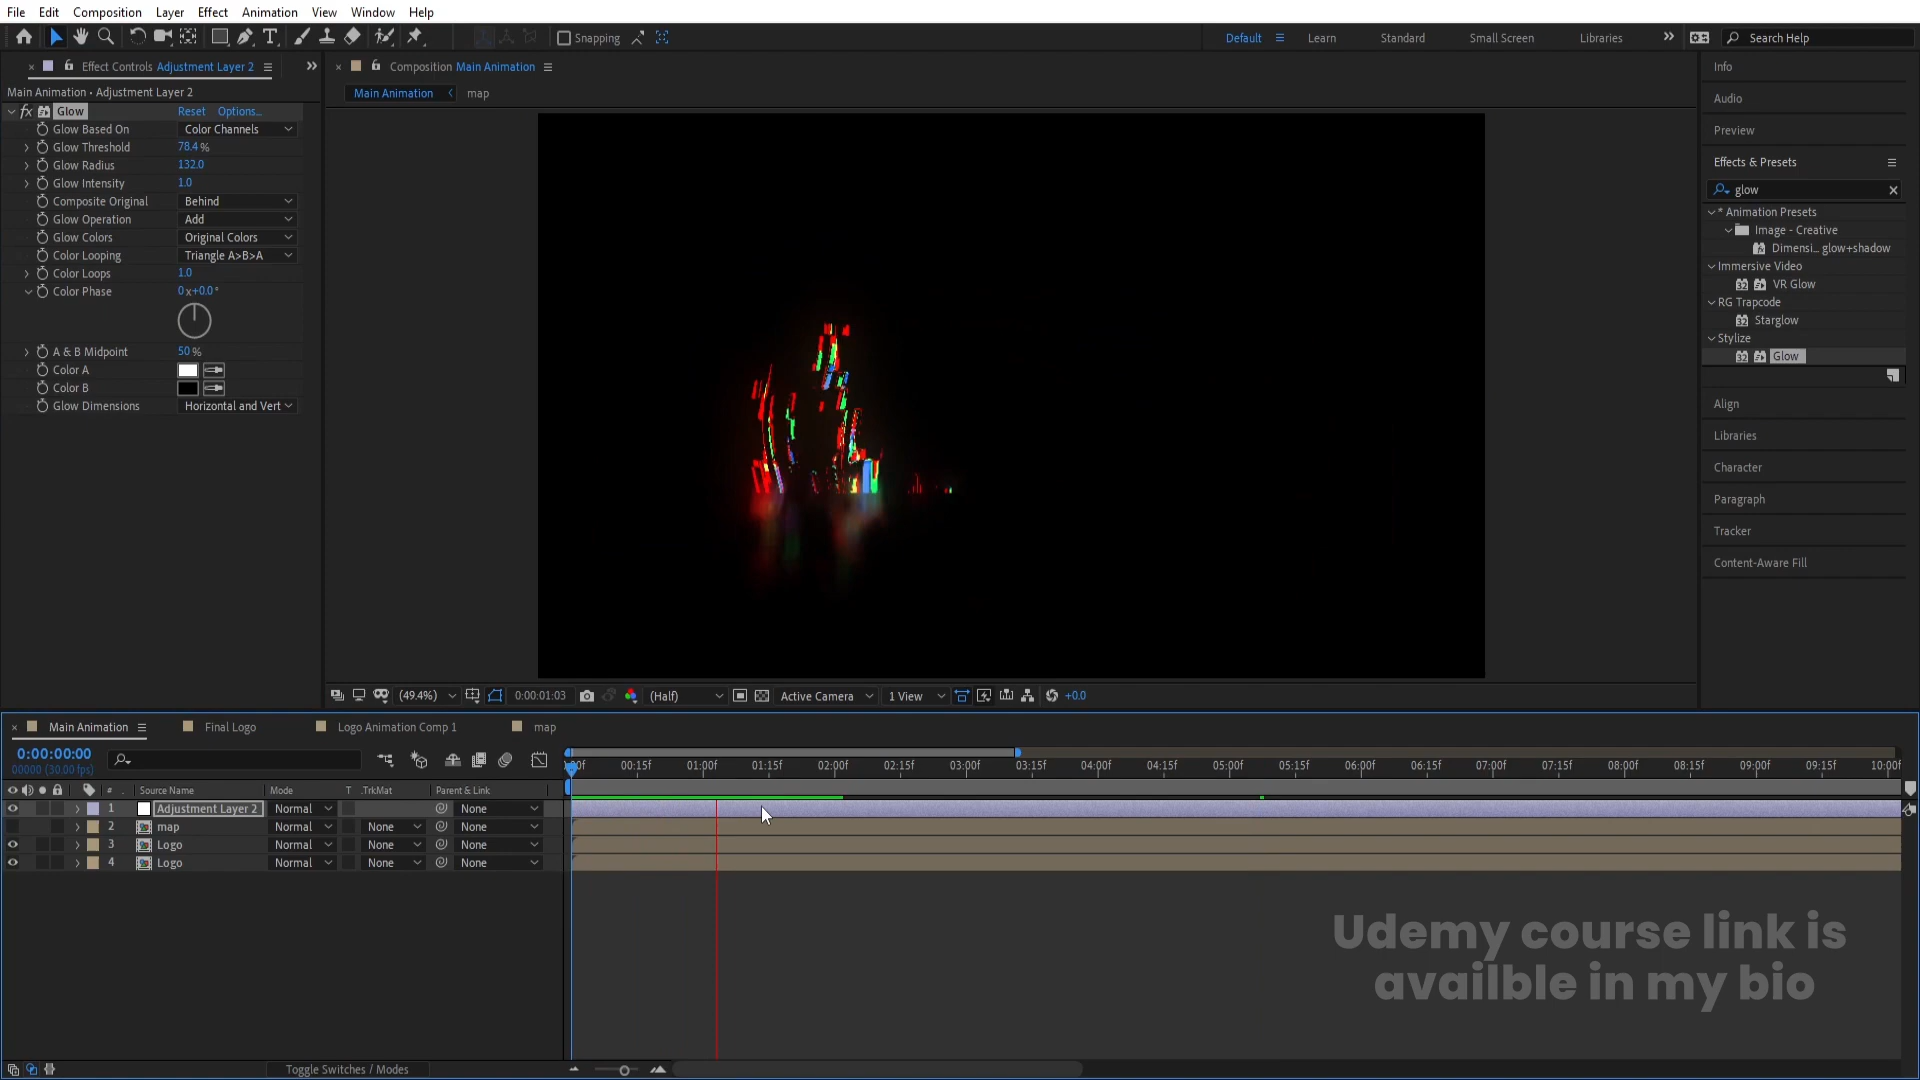 File Edit Composition Layer Effect Animation View Window Help
Snapping
Default Learn Standard Small Screen Libraries Search Help
Effect Controls Adjustment Layer 2
Main Animation • Adjustment Layer 2
fx Glow Reset Options...
Glow Based On Color Channels
Glow Threshold 78.4 %
Glow Radius 132.0
Glow Intensity 1.0
Composite Original Behind
Glow Operation Add
Glow Colors Original Colors
Color Looping Triangle A>B>A
Color Loops 1.0
Color Phase 0 x+0.0 °
A & B Midpoint 50 %
Color A
Color B
Glow Dimensions Horizontal and Vert
Composition Main Animation
Main Animation map
(49.4%) 0:00:01:03 (Half) Active Camera 1 View +0.0
Info
Audio
Preview
Effects & Presets
glow
* Animation Presets
Image - Creative
Dimensi... glow+shadow
Immersive Video
32 VR Glow
RG Trapcode
32 Starglow
Stylize
32 Glow
Align
Libraries
Character
Paragraph
Tracker
Content-Aware Fill
Main Animation Final Logo Logo Animation Comp 1 map
0:00:00:00
00000 (30.00 fps)
00f 00:15f 01:00f 01:15f 02:00f 02:15f 03:00f 03:15f 04:00f 04:15f 05:00f 05:15f 06:00f 06:15f 07:00f 07:15f 08:00f 08:15f 09:00f 09:15f 10:00f
# Source Name Mode T .TrkMat Parent & Link
1 Adjustment Layer 2 Normal None
2 map Normal None None
3 Logo Normal None None
4 Logo Normal None None
Udemy course link is
availble in my bio
Toggle Switches / Modes